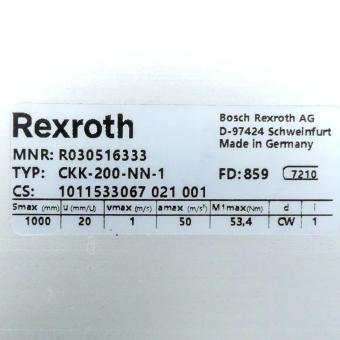 Rexroth
Bosch Rexroth AG
D-97424 Schweinfurt
Made in Germany
MNR: R030516333
TYP: CKK-200-NN-1 FD: 859 7210
CS: 1011533067 021 001
Smax (mm) u (mm/U) vmax (m/s) amax (m/s²) M1max(Nm) d i
1000 20 1 50 53,4 CW 1